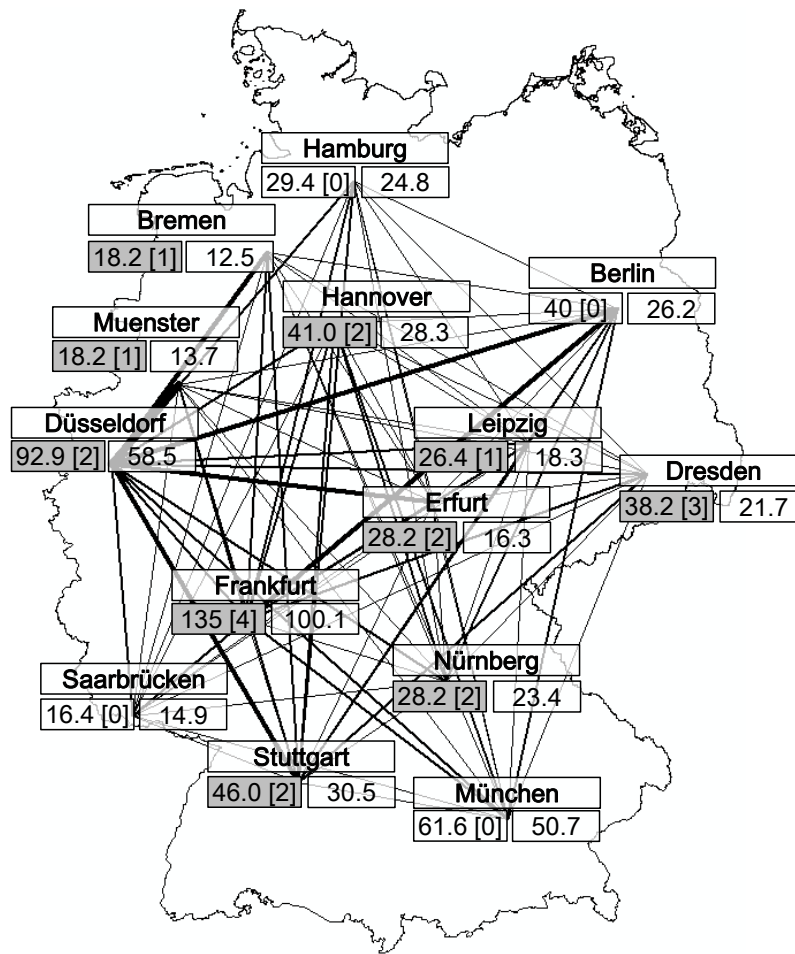 Hamburg
29.4 [0] 24.8
Bremen
18.2 [1] 12.5
Berlin
40 [0] 26.2
Hannover
41.0 [2] 28.3
Muenster
18.2 [1] 13.7
Düsseldorf
92.9 [2] 58.5
Leipzig
26.4 [1] 18.3
Dresden
38.2 [3] 21.7
Erfurt
28.2 [2] 16.3
Frankfurt
135 [4] 100.1
Nürnberg
28.2 [2] 23.4
Saarbrücken
16.4 [0] 14.9
Stuttgart
46.0 [2] 30.5
München
61.6 [0] 50.7